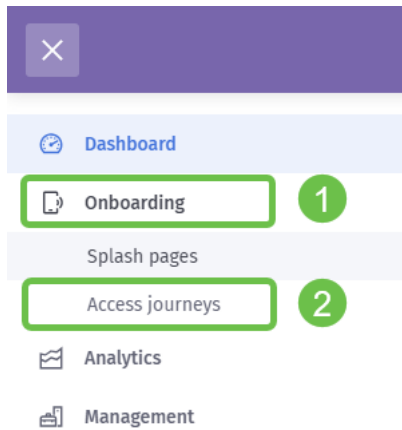 Dashboard
Onboarding
1
Splash pages
Access journeys
2
Analytics
Management